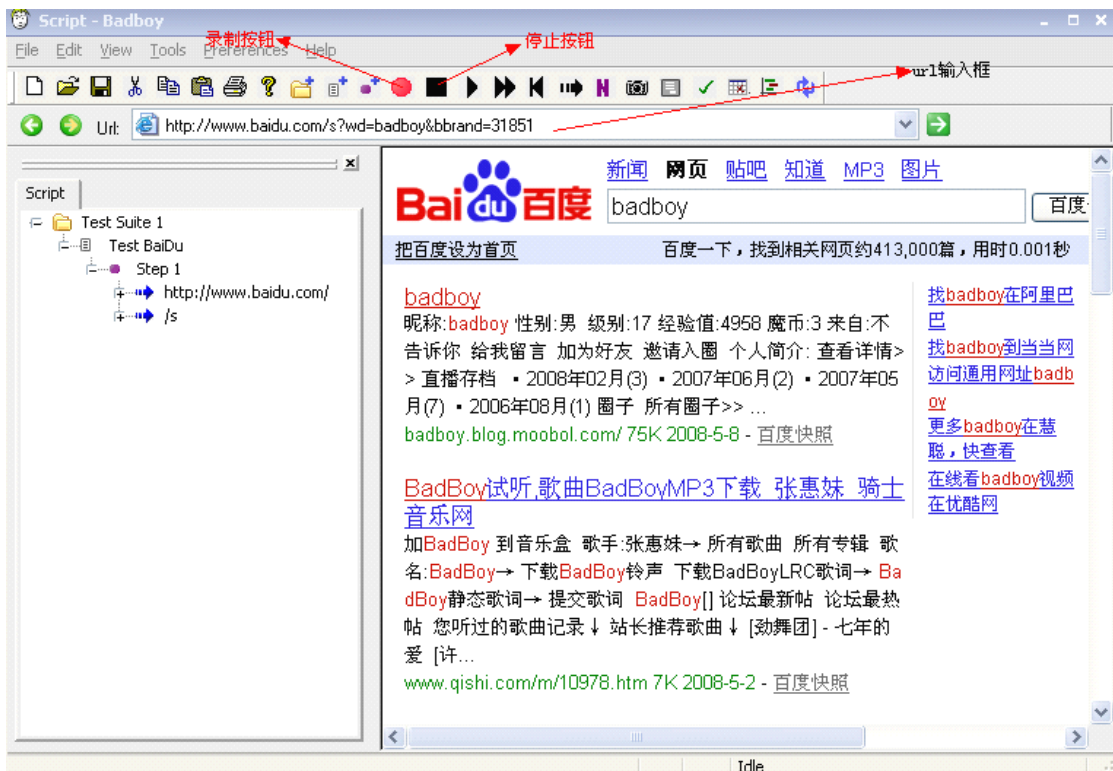 Script - Badboy
File Edit View Tools Preferences Help
录制按钮
停止按钮
url输入框
N
Url: http://www.baidu.com/s?wd=badboy&bbrand=31851
Script
Test Suite 1
Test BaiDu
Step 1
http://www.baidu.com/
/s
Bai du 百度
新闻 网页 贴吧 知道 MP3 图片
badboy
百度
把百度设为首页 百度一下，找到相关网页约413,000篇，用时0.001秒
badboy
昵称:badboy 性别:男 级别:17 经验值:4958 魔币:3 来自:不
告诉你 给我留言 加为好友 邀请入圈 个人简介: 查看详情>
> 直播存档 ▪ 2008年02月(3) ▪ 2007年06月(2) ▪ 2007年05
月(7) ▪ 2006年08月(1) 圈子 所有圈子>> ...
badboy.blog.moobol.com/ 75K 2008-5-8 - 百度快照
BadBoy试听,歌曲BadBoyMP3下载 张惠妹 骑士
音乐网
加BadBoy 到音乐盒 歌手:张惠妹→ 所有歌曲 所有专辑 歌
名:BadBoy→ 下载BadBoy铃声 下载BadBoyLRC歌词→ Ba
dBoy静态歌词→ 提交歌词 BadBoy[] 论坛最新帖 论坛最热
帖 您听过的歌曲记录↓ 站长推荐歌曲↓ [劲舞团] - 七年的
爱 [许...
www.qishi.com/m/10978.htm 7K 2008-5-2 - 百度快照
找badboy在阿里巴
巴
找badboy到当当网
访问通用网址badb
oy
更多badboy在慧
聪，快查看
在线看badboy视频
在优酷网
Idle